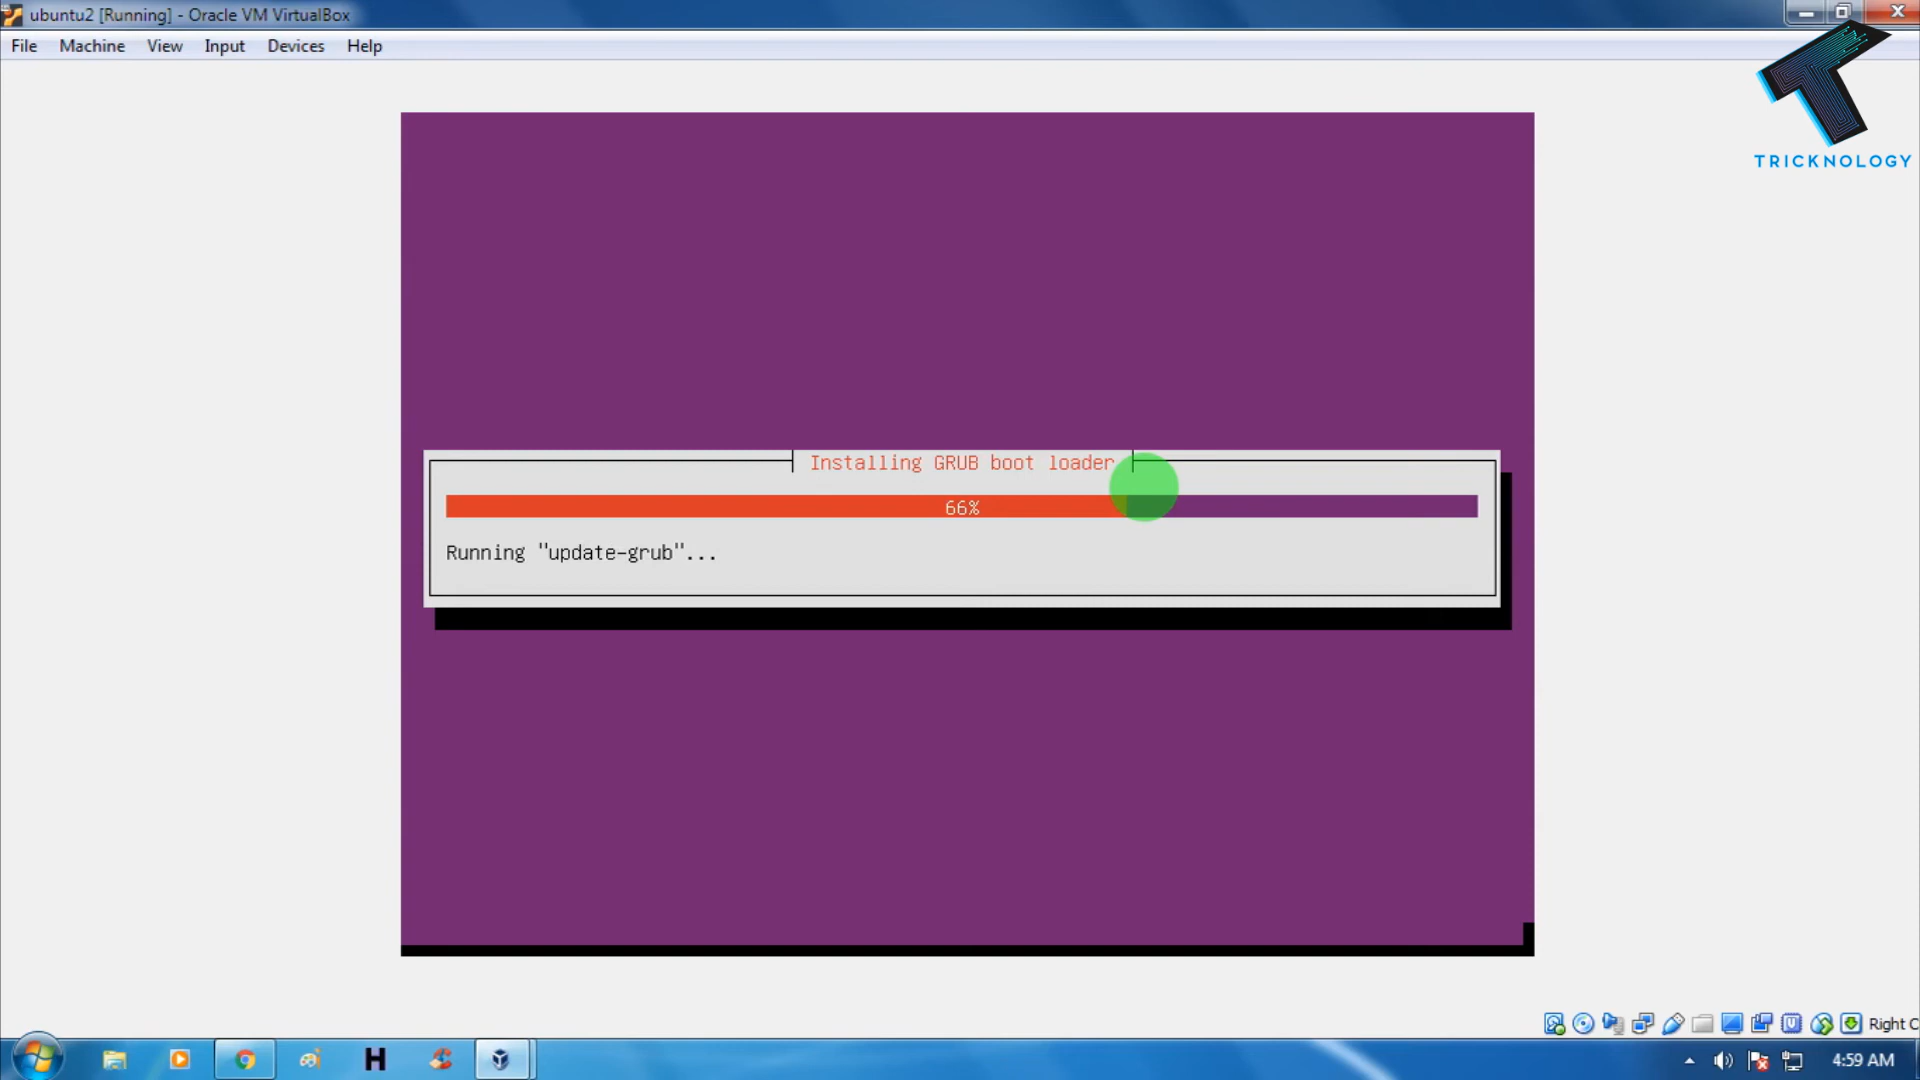 ubuntu2 [Running] - Oracle VM VirtualBox
File Machine View Input Devices Help
TRICKNOLOGY
Installing GRUB boot loader
66%
Running "update-grub"...
Right C
H
4:59 AM